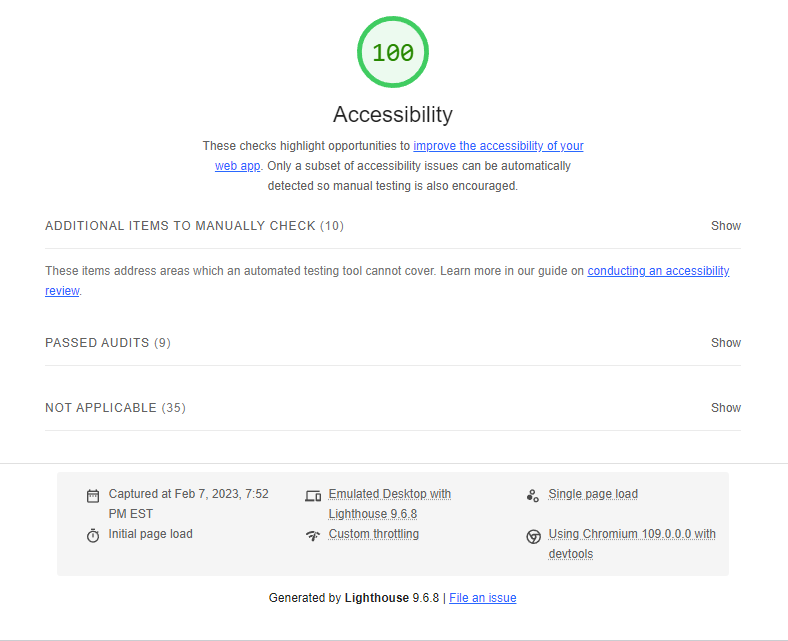 100
Accessibility
These checks highlight opportunities to improve the accessibility of your
web app. Only a subset of accessibility issues can be automatically
detected so manual testing is also encouraged.
ADDITIONAL ITEMS TO MANUALLY CHECK (10) Show
These items address areas which an automated testing tool cannot cover. Learn more in our guide on conducting an accessibility
review.
PASSED AUDITS (9) Show
NOT APPLICABLE (35) Show
Captured at Feb 7, 2023, 7:52
PM EST
Emulated Desktop with
Lighthouse 9.6.8
Single page load
Initial page load
Custom throttling
Using Chromium 109.0.0.0 with
devtools
Generated by Lighthouse 9.6.8 | File an issue